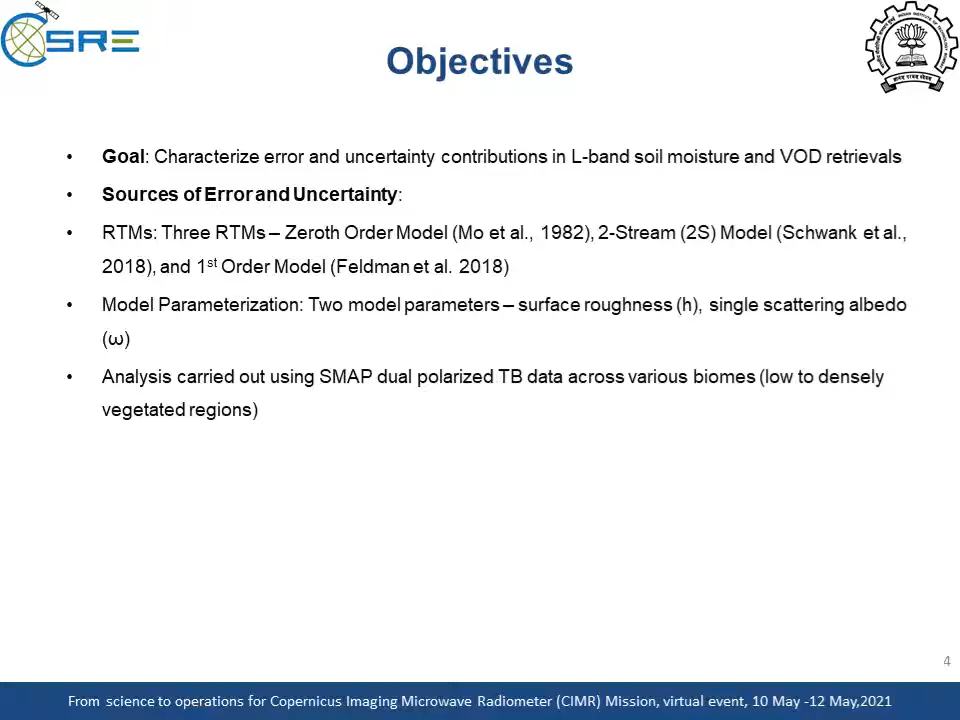 CSRE
Objectives
• Goal: Characterize error and uncertainty contributions in L-band soil moisture and VOD retrievals
• Sources of Error and Uncertainty:
• RTMs: Three RTMs – Zeroth Order Model (Mo et al., 1982), 2-Stream (2S) Model (Schwank et al.,
2018), and 1st Order Model (Feldman et al. 2018)
• Model Parameterization: Two model parameters – surface roughness (h), single scattering albedo
(ω)
• Analysis carried out using SMAP dual polarized TB data across various biomes (low to densely
vegetated regions)
4
From science to operations for Copernicus Imaging Microwave Radiometer (CIMR) Mission, virtual event, 10 May -12 May,2021